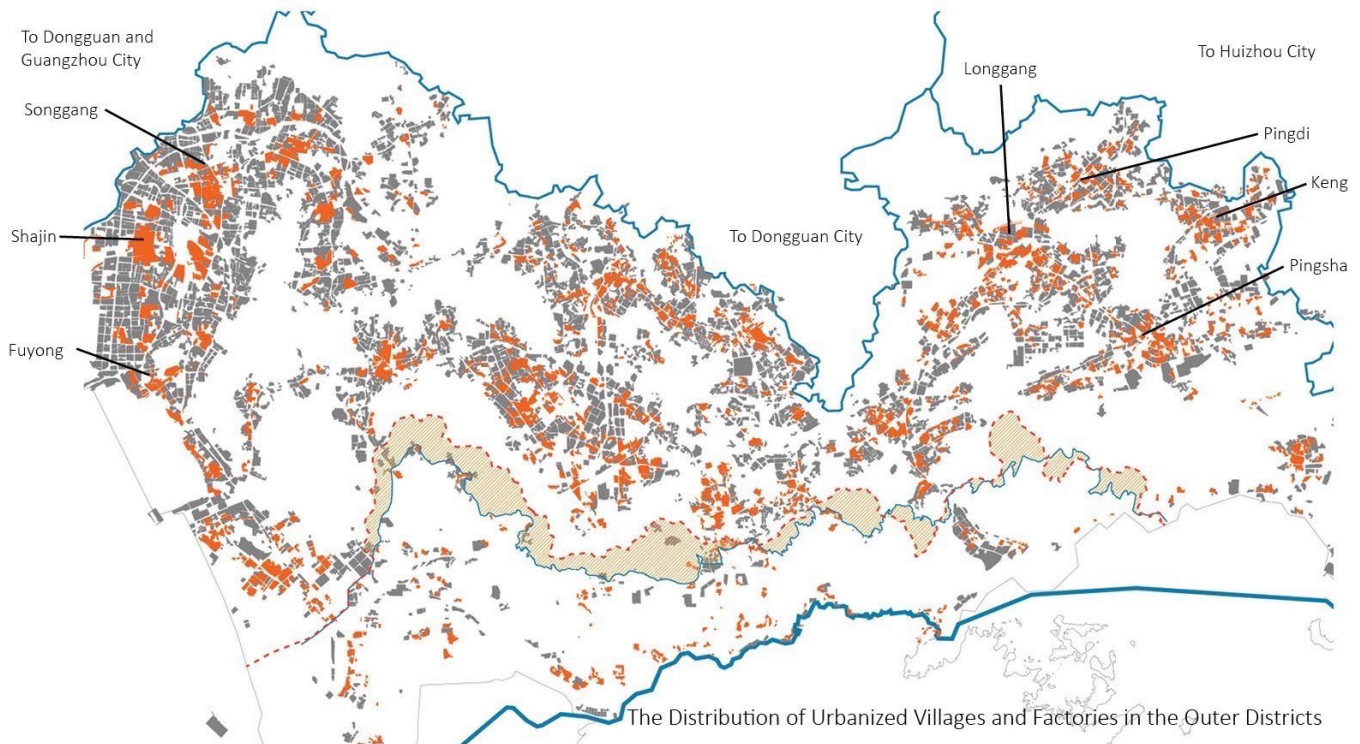 To Dongguan and
Guangzhou City
Songgang
Shajin
Fuyong
To Dongguan City
Longgang
To Huizhou City
Pingdi
Keng
Pingsha
The Distribution of Urbanized Villages and Factories in the Outer Districts